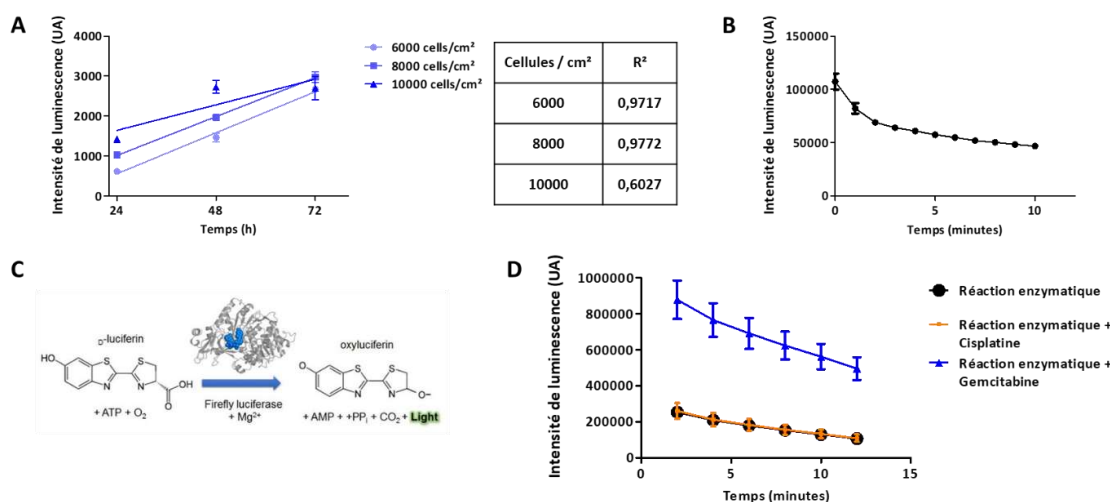 A
Intensité de luminescence (UA)
4000
3000
2000
1000
0
24
48
72
Temps (h)
6000 cells/cm²
8000 cells/cm²
10000 cells/cm²
Cellules / cm²
R²
6000
0,9717
8000
0,9772
10000
0,6027
B
Intensité de luminescence (UA)
150000
100000
50000
0
0
5
10
Temps (minutes)
C
D-luciferin
HO
S
N
N
S
OH
O
+ ATP + O₂
Firefly luciferase
+ Mg²⁺
oxyluciferin
O
S
N
N
S
O−
+ AMP + +PPᵢ + CO₂ + Light
D
Intensité de luminescence (UA)
1000000
800000
600000
400000
200000
0
0
5
10
15
Temps (minutes)
Réaction enzymatique
Réaction enzymatique +
Cisplatine
Réaction enzymatique +
Gemcitabine